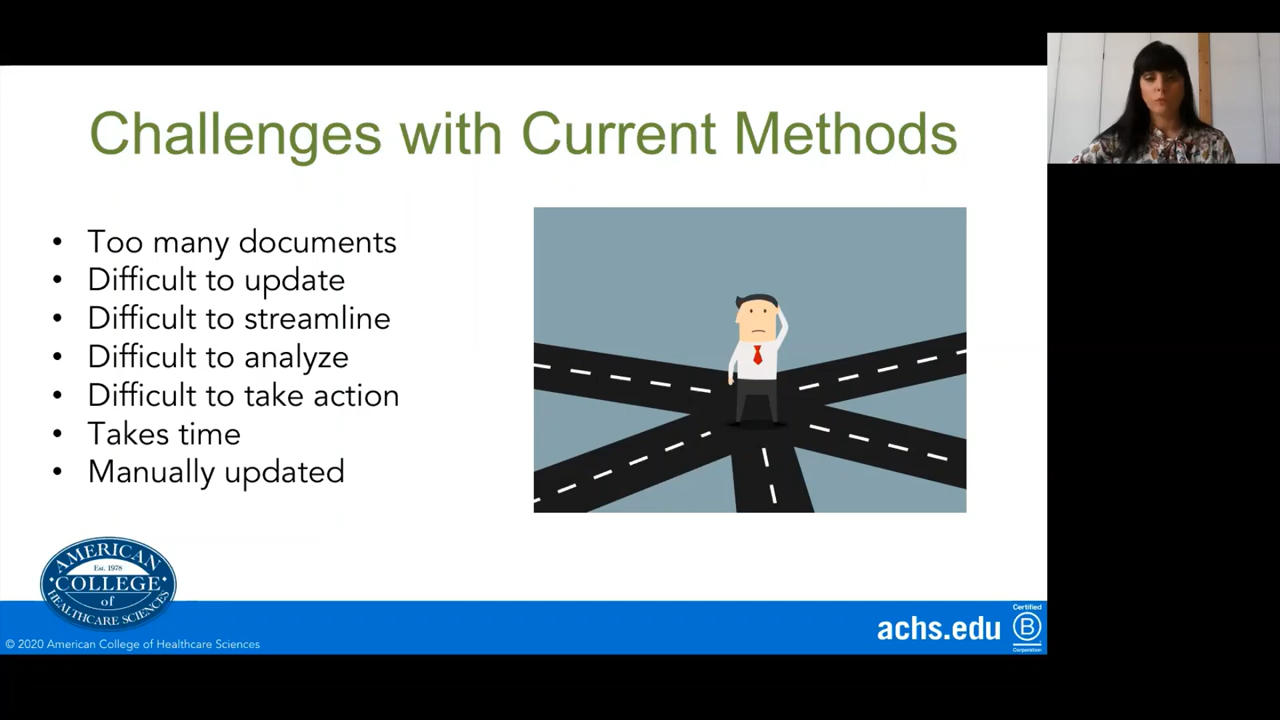 Challenges with Current Methods
• Too many documents
• Difficult to update
• Difficult to streamline
• Difficult to analyze
• Difficult to take action
• Takes time
• Manually updated
AMERICAN
Est. 1978
COLLEGE
of
HEALTHCARE SCIENCES
© 2020 American College of Healthcare Sciences
achs.edu
Certified
B
Corporation